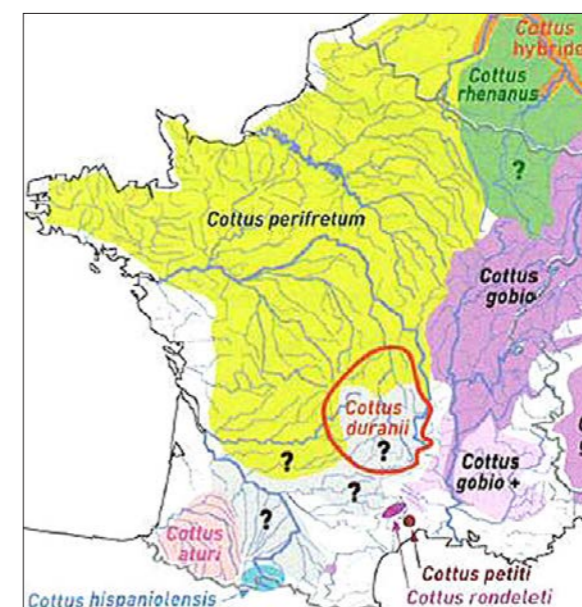 Cottus
hybride
Cottus
rhenanus
?
Cottus perifretum
Cottus
gobio
Cottus
duranii
?
?
?
Cottus
gobio +
?
Cottus
aturi
Cottus petiti
Cottus rondeleti
Cottus hispaniolensis